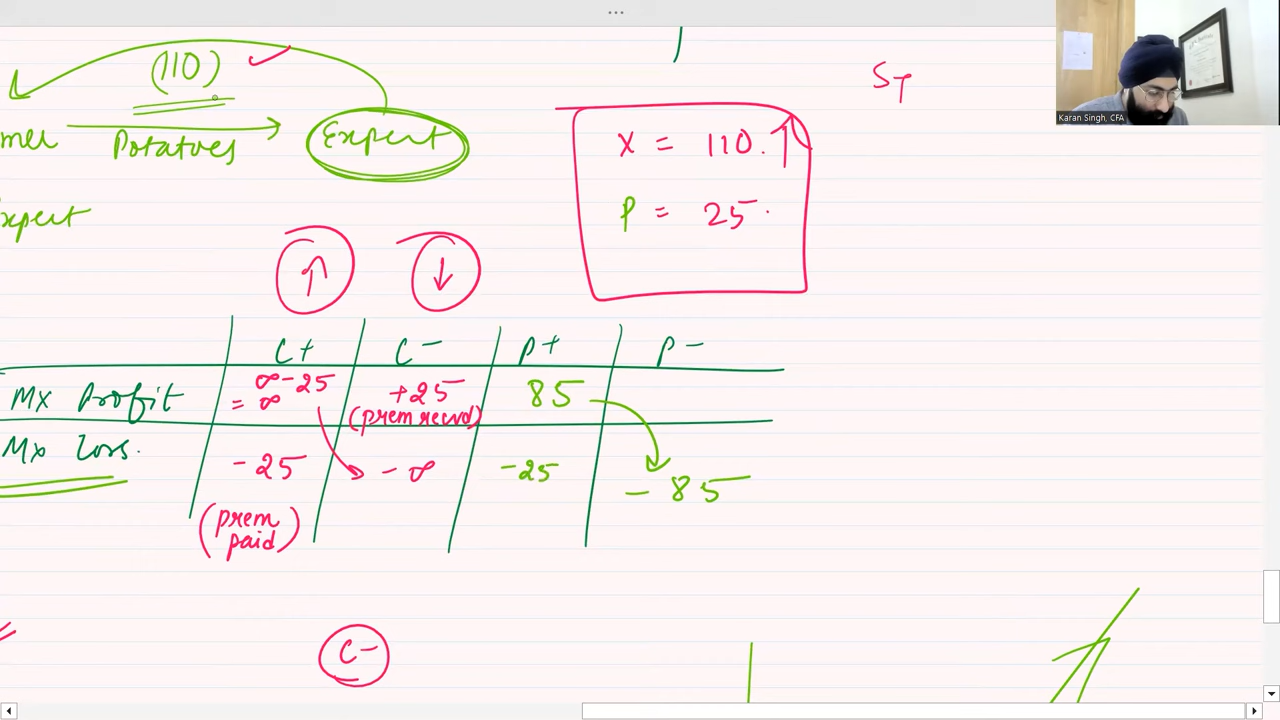 (110)
mer Potatoes Expert
xpert
ST
X = 110. ↑
P = 25.
↑ ↓
C+ C- P+ P-
Mx Profit ∞-25 = ∞ +25 (prem recvd) 85
Mx Loss. -25 - ∞ -25 - 85
(prem paid)
C-
Karan Singh, CFA